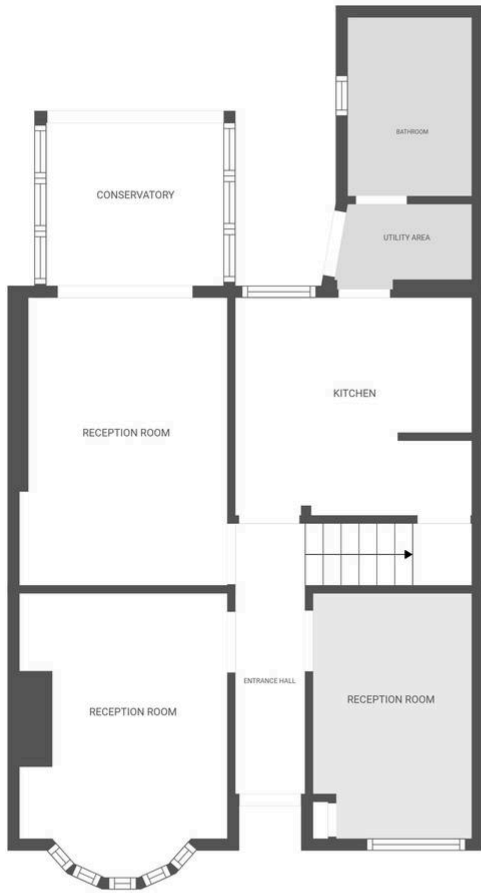 BATHROOM
CONSERVATORY
UTILITY AREA
KITCHEN
RECEPTION ROOM
ENTRANCE HALL
RECEPTION ROOM
RECEPTION ROOM